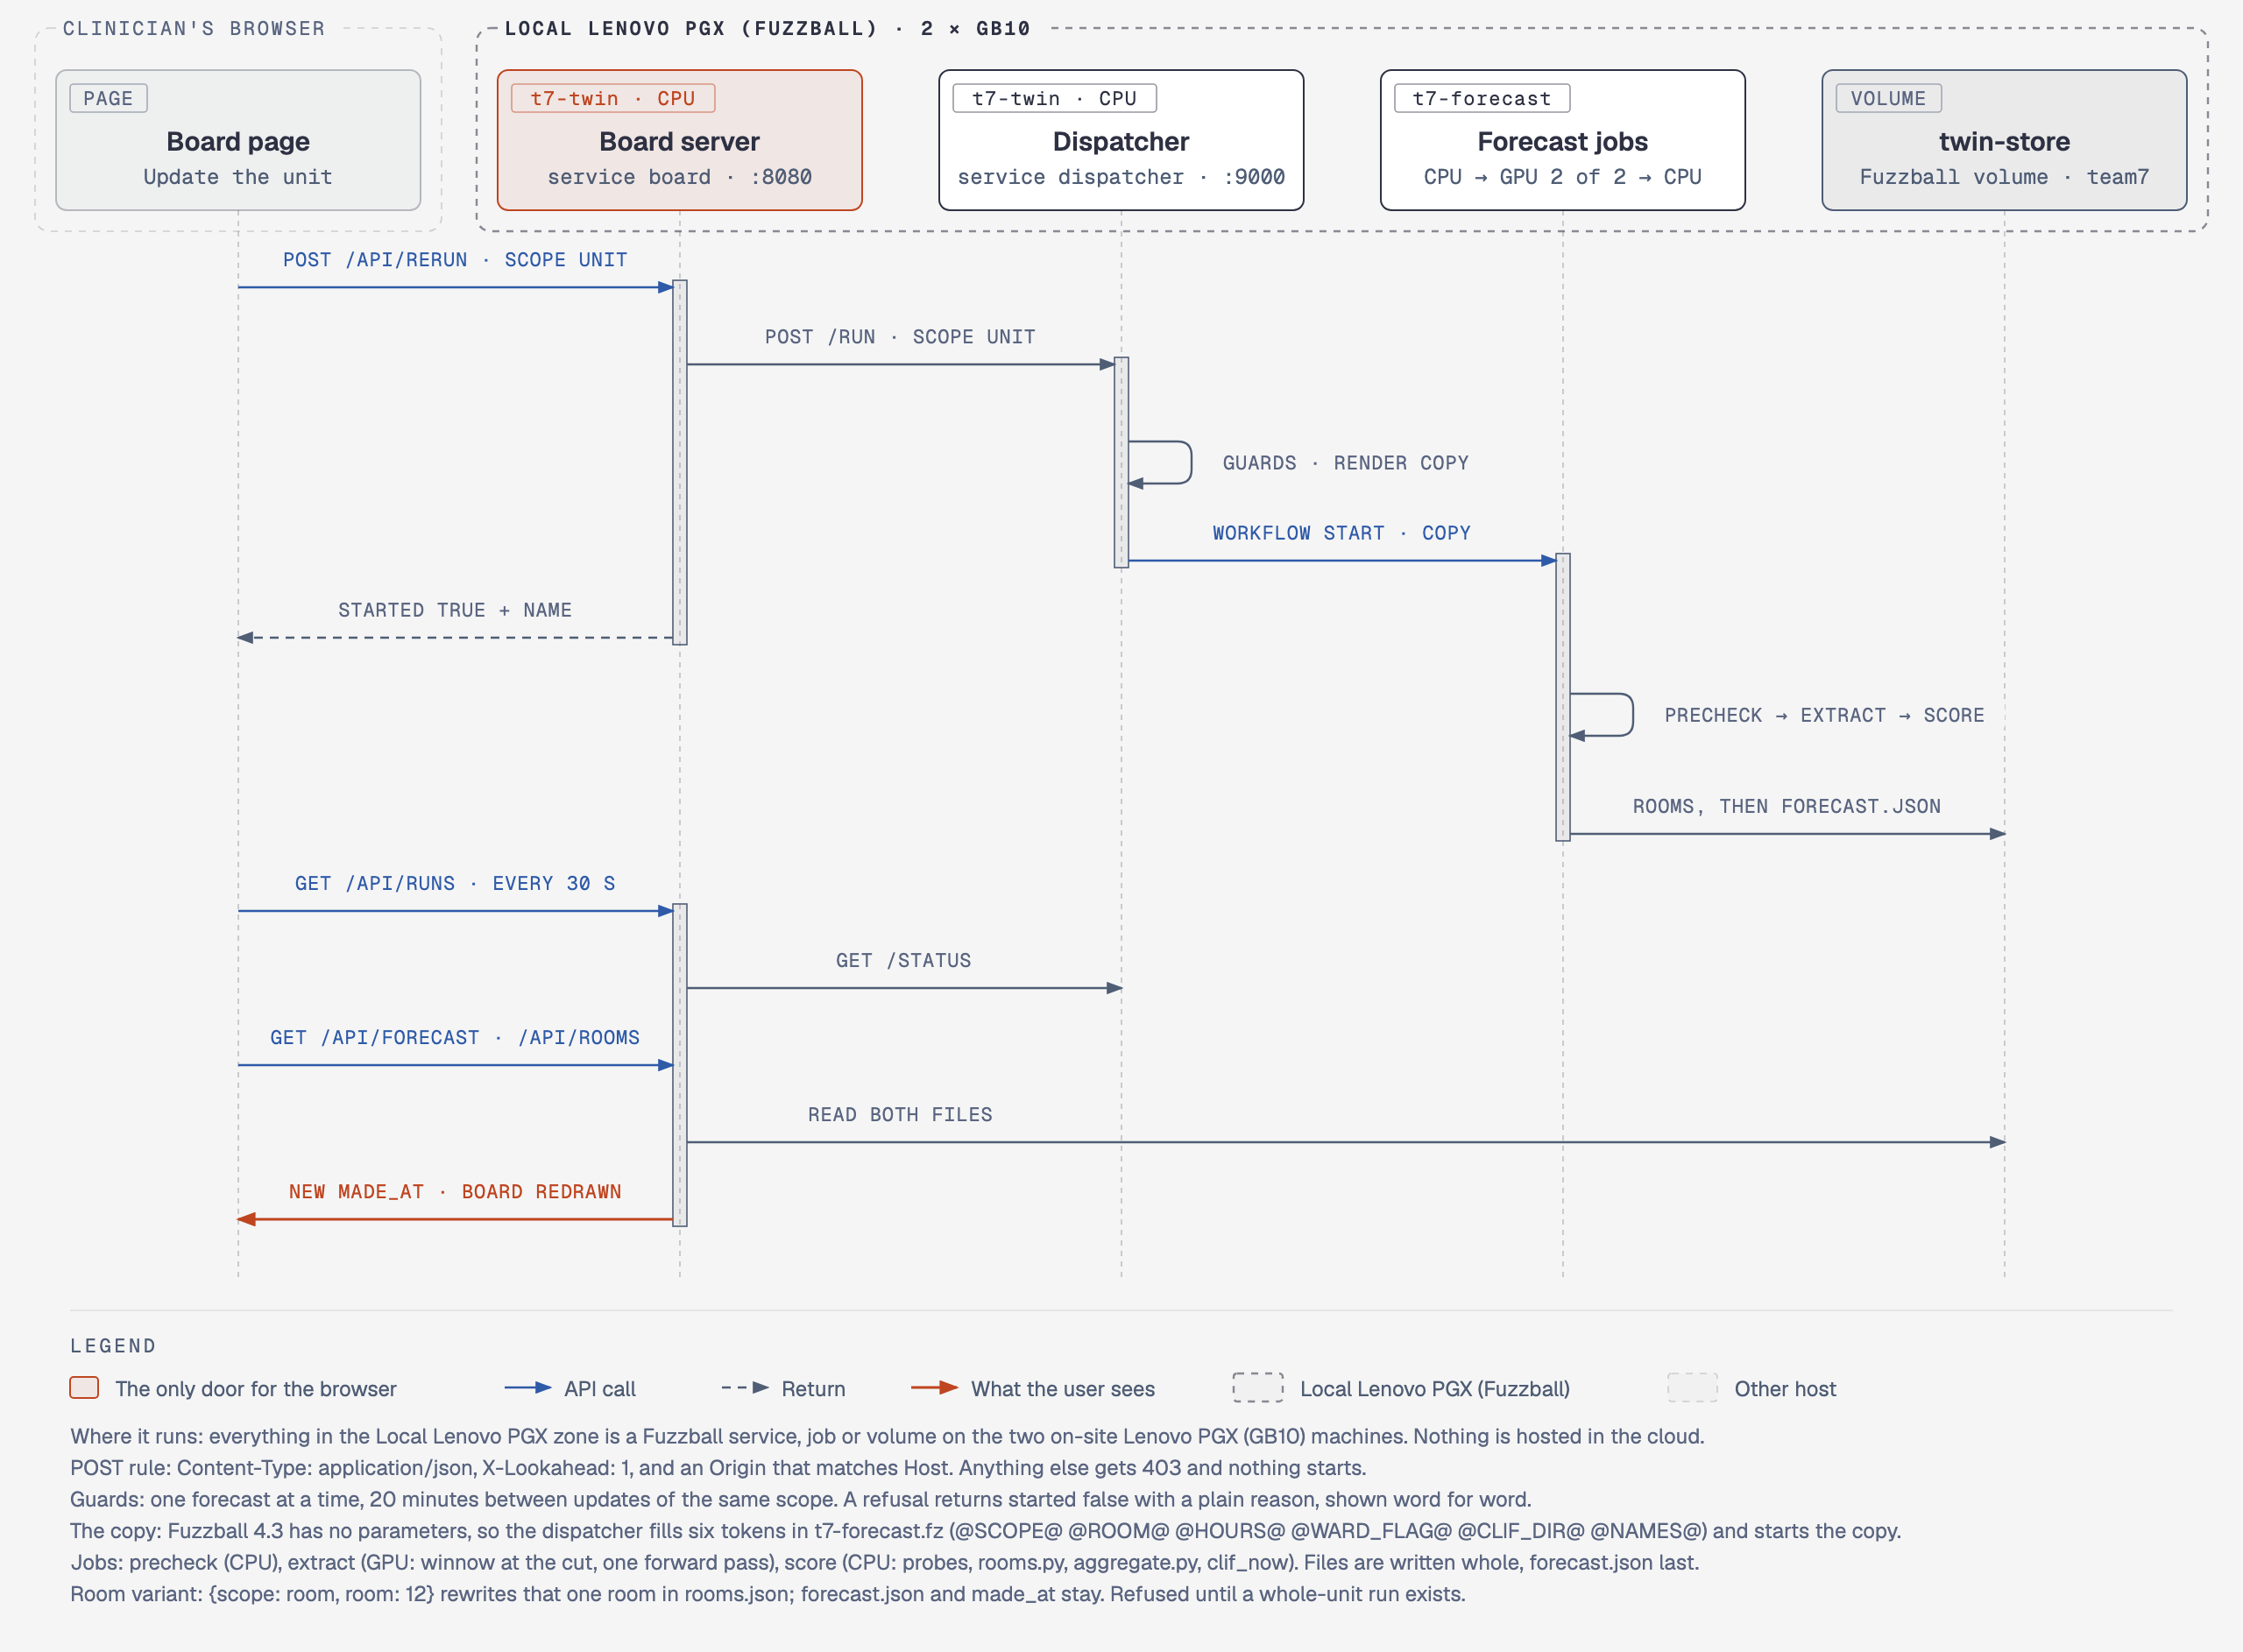 CLINICIAN'S BROWSER
LOCAL LENOVO PGX (FUZZBALL) · 2 × GB10
PAGE
Board page
Update the unit
t7-twin · CPU
Board server
service board · :8080
t7-twin · CPU
Dispatcher
service dispatcher · :9000
t7-forecast
Forecast jobs
CPU → GPU 2 of 2 → CPU
VOLUME
twin-store
Fuzzball volume · team7
POST /API/RERUN · SCOPE UNIT
POST /RUN · SCOPE UNIT
GUARDS · RENDER COPY
WORKFLOW START · COPY
STARTED TRUE + NAME
PRECHECK → EXTRACT → SCORE
ROOMS, THEN FORECAST.JSON
GET /API/RUNS · EVERY 30 S
GET /STATUS
GET /API/FORECAST · /API/ROOMS
READ BOTH FILES
NEW MADE_AT · BOARD REDRAWN
LEGEND
The only door for the browser
API call
Return
What the user sees
Local Lenovo PGX (Fuzzball)
Other host
Where it runs: everything in the Local Lenovo PGX zone is a Fuzzball service, job or volume on the two on-site Lenovo PGX (GB10) machines. Nothing is hosted in the cloud.
POST rule: Content-Type: application/json, X-Lookahead: 1, and an Origin that matches Host. Anything else gets 403 and nothing starts.
Guards: one forecast at a time, 20 minutes between updates of the same scope. A refusal returns started false with a plain reason, shown word for word.
The copy: Fuzzball 4.3 has no parameters, so the dispatcher fills six tokens in t7-forecast.fz (@SCOPE@ @ROOM@ @HOURS@ @WARD_FLAG@ @CLIF_DIR@ @NAMES@) and starts the copy.
Jobs: precheck (CPU), extract (GPU: winnow at the cut, one forward pass), score (CPU: probes, rooms.py, aggregate.py, clif_now). Files are written whole, forecast.json last.
Room variant: {scope: room, room: 12} rewrites that one room in rooms.json; forecast.json and made_at stay. Refused until a whole-unit run exists.